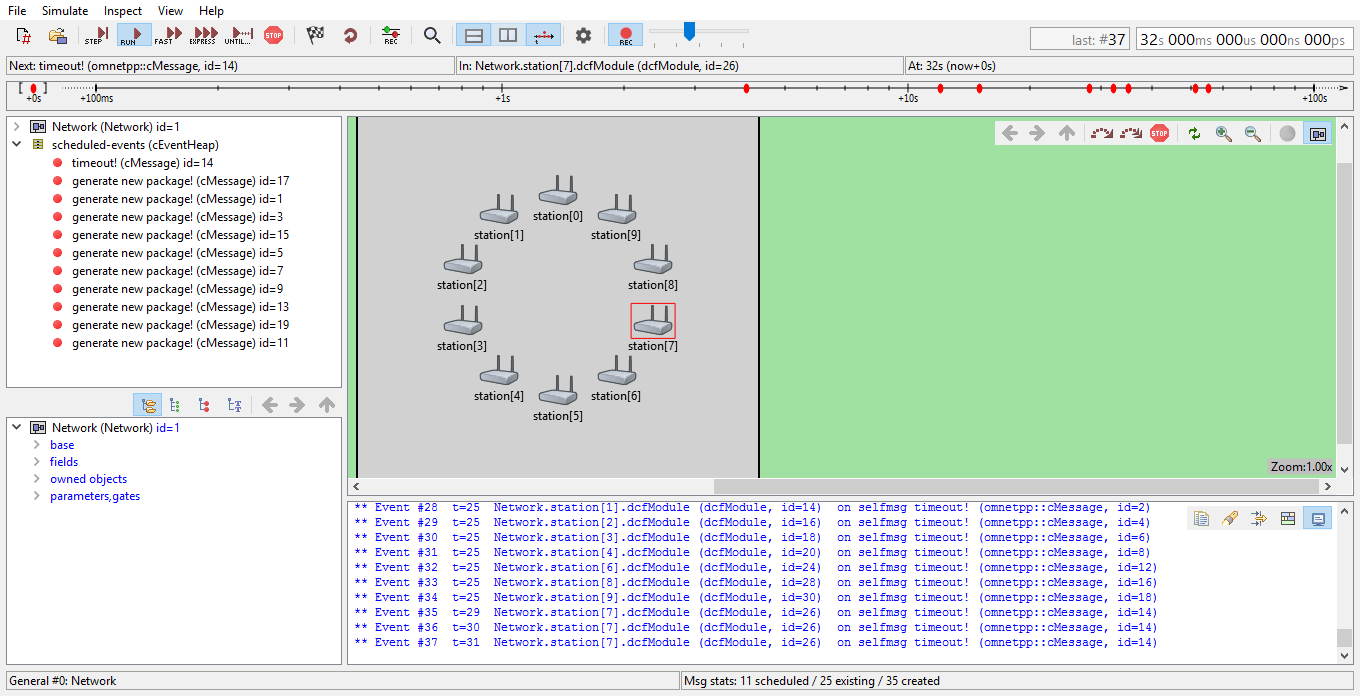 File Simulate Inspect View Help
STEP RUN FAST EXPRESS UNTIL... STOP REC REC last: #37 32s 000ms 000us 000ns 000ps
Next: timeout! (omnetpp::cMessage, id=14) In: Network.station[7].dcfModule (dcfModule, id=26) At: 32s (now+0s)
+0s +100ms +1s +10s +100s
Network (Network) id=1
scheduled-events (cEventHeap)
timeout! (cMessage) id=14
generate new package! (cMessage) id=17
generate new package! (cMessage) id=1
generate new package! (cMessage) id=3
generate new package! (cMessage) id=15
generate new package! (cMessage) id=5
generate new package! (cMessage) id=7
generate new package! (cMessage) id=9
generate new package! (cMessage) id=13
generate new package! (cMessage) id=19
generate new package! (cMessage) id=11
Network (Network) id=1
base
fields
owned objects
parameters,gates
STOP
station[0]
station[1] station[9]
station[2] station[8]
station[3] station[7]
station[4] station[6]
station[5]
Zoom:1.00x
** Event #28 t=25 Network.station[1].dcfModule (dcfModule, id=14) on selfmsg timeout! (omnetpp::cMessage, id=2)
** Event #29 t=25 Network.station[2].dcfModule (dcfModule, id=16) on selfmsg timeout! (omnetpp::cMessage, id=4)
** Event #30 t=25 Network.station[3].dcfModule (dcfModule, id=18) on selfmsg timeout! (omnetpp::cMessage, id=6)
** Event #31 t=25 Network.station[4].dcfModule (dcfModule, id=20) on selfmsg timeout! (omnetpp::cMessage, id=8)
** Event #32 t=25 Network.station[6].dcfModule (dcfModule, id=24) on selfmsg timeout! (omnetpp::cMessage, id=12)
** Event #33 t=25 Network.station[8].dcfModule (dcfModule, id=28) on selfmsg timeout! (omnetpp::cMessage, id=16)
** Event #34 t=25 Network.station[9].dcfModule (dcfModule, id=30) on selfmsg timeout! (omnetpp::cMessage, id=18)
** Event #35 t=29 Network.station[7].dcfModule (dcfModule, id=26) on selfmsg timeout! (omnetpp::cMessage, id=14)
** Event #36 t=30 Network.station[7].dcfModule (dcfModule, id=26) on selfmsg timeout! (omnetpp::cMessage, id=14)
** Event #37 t=31 Network.station[7].dcfModule (dcfModule, id=26) on selfmsg timeout! (omnetpp::cMessage, id=14)
General #0: Network Msg stats: 11 scheduled / 25 existing / 35 created